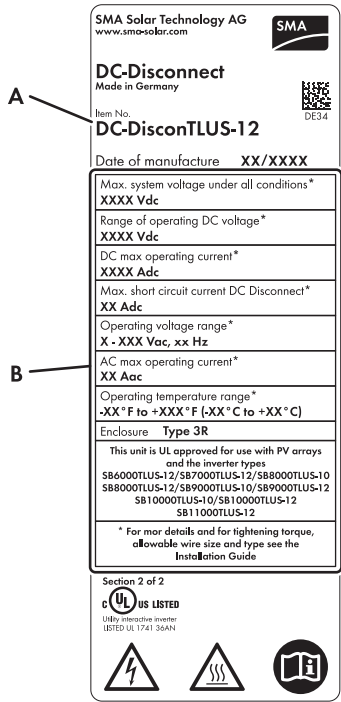 SMA Solar Technology AG
www.sma-solar.com
SMA
DC-Disconnect
Made in Germany
DE34
A
Item No.
DC-DisconTLUS-12
Date of manufacture XX/XXXX
Max. system voltage under all conditions*
XXXX Vdc
Range of operating DC voltage*
XXXX Vdc
DC max operating current*
XXXX Adc
Max. short circuit current DC Disconnect*
XX Adc
Operating voltage range*
X - XXX Vac, xx Hz
B
AC max operating current*
XX Aac
Operating temperature range*
-XX°F to +XXX°F (-XX°C to +XX°C)
Enclosure Type 3R
This unit is UL approved for use with PV arrays
and the inverter types
SB6000TLUS-12/SB7000TLUS-12/SB8000TLUS-10
SB8000TLUS-12/SB9000TLUS-10/SB9000TLUS-12
SB10000TLUS-10/SB10000TLUS-12
SB11000TLUS-12
* For mor details and for tightening torque,
allowable wire size and type see the
Installation Guide
Section 2 of 2
C UL US LISTED
Utility interactive inverter
LISTED UL 1741 36AN